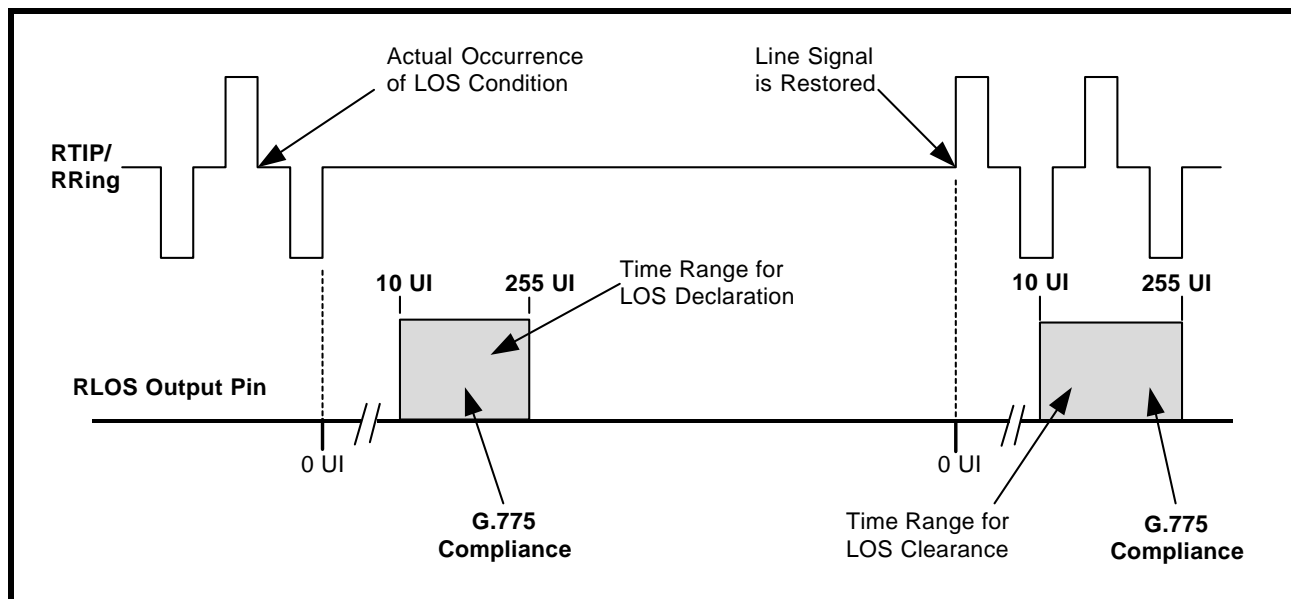 Actual Occurrence
of LOS Condition
Line Signal
is Restored
RTIP/
RRing
Time Range for
LOS Declaration
10 UI
255 UI
10 UI
255 UI
RLOS Output Pin
0 UI
0 UI
G.775
Compliance
Time Range for
LOS Clearance
G.775
Compliance